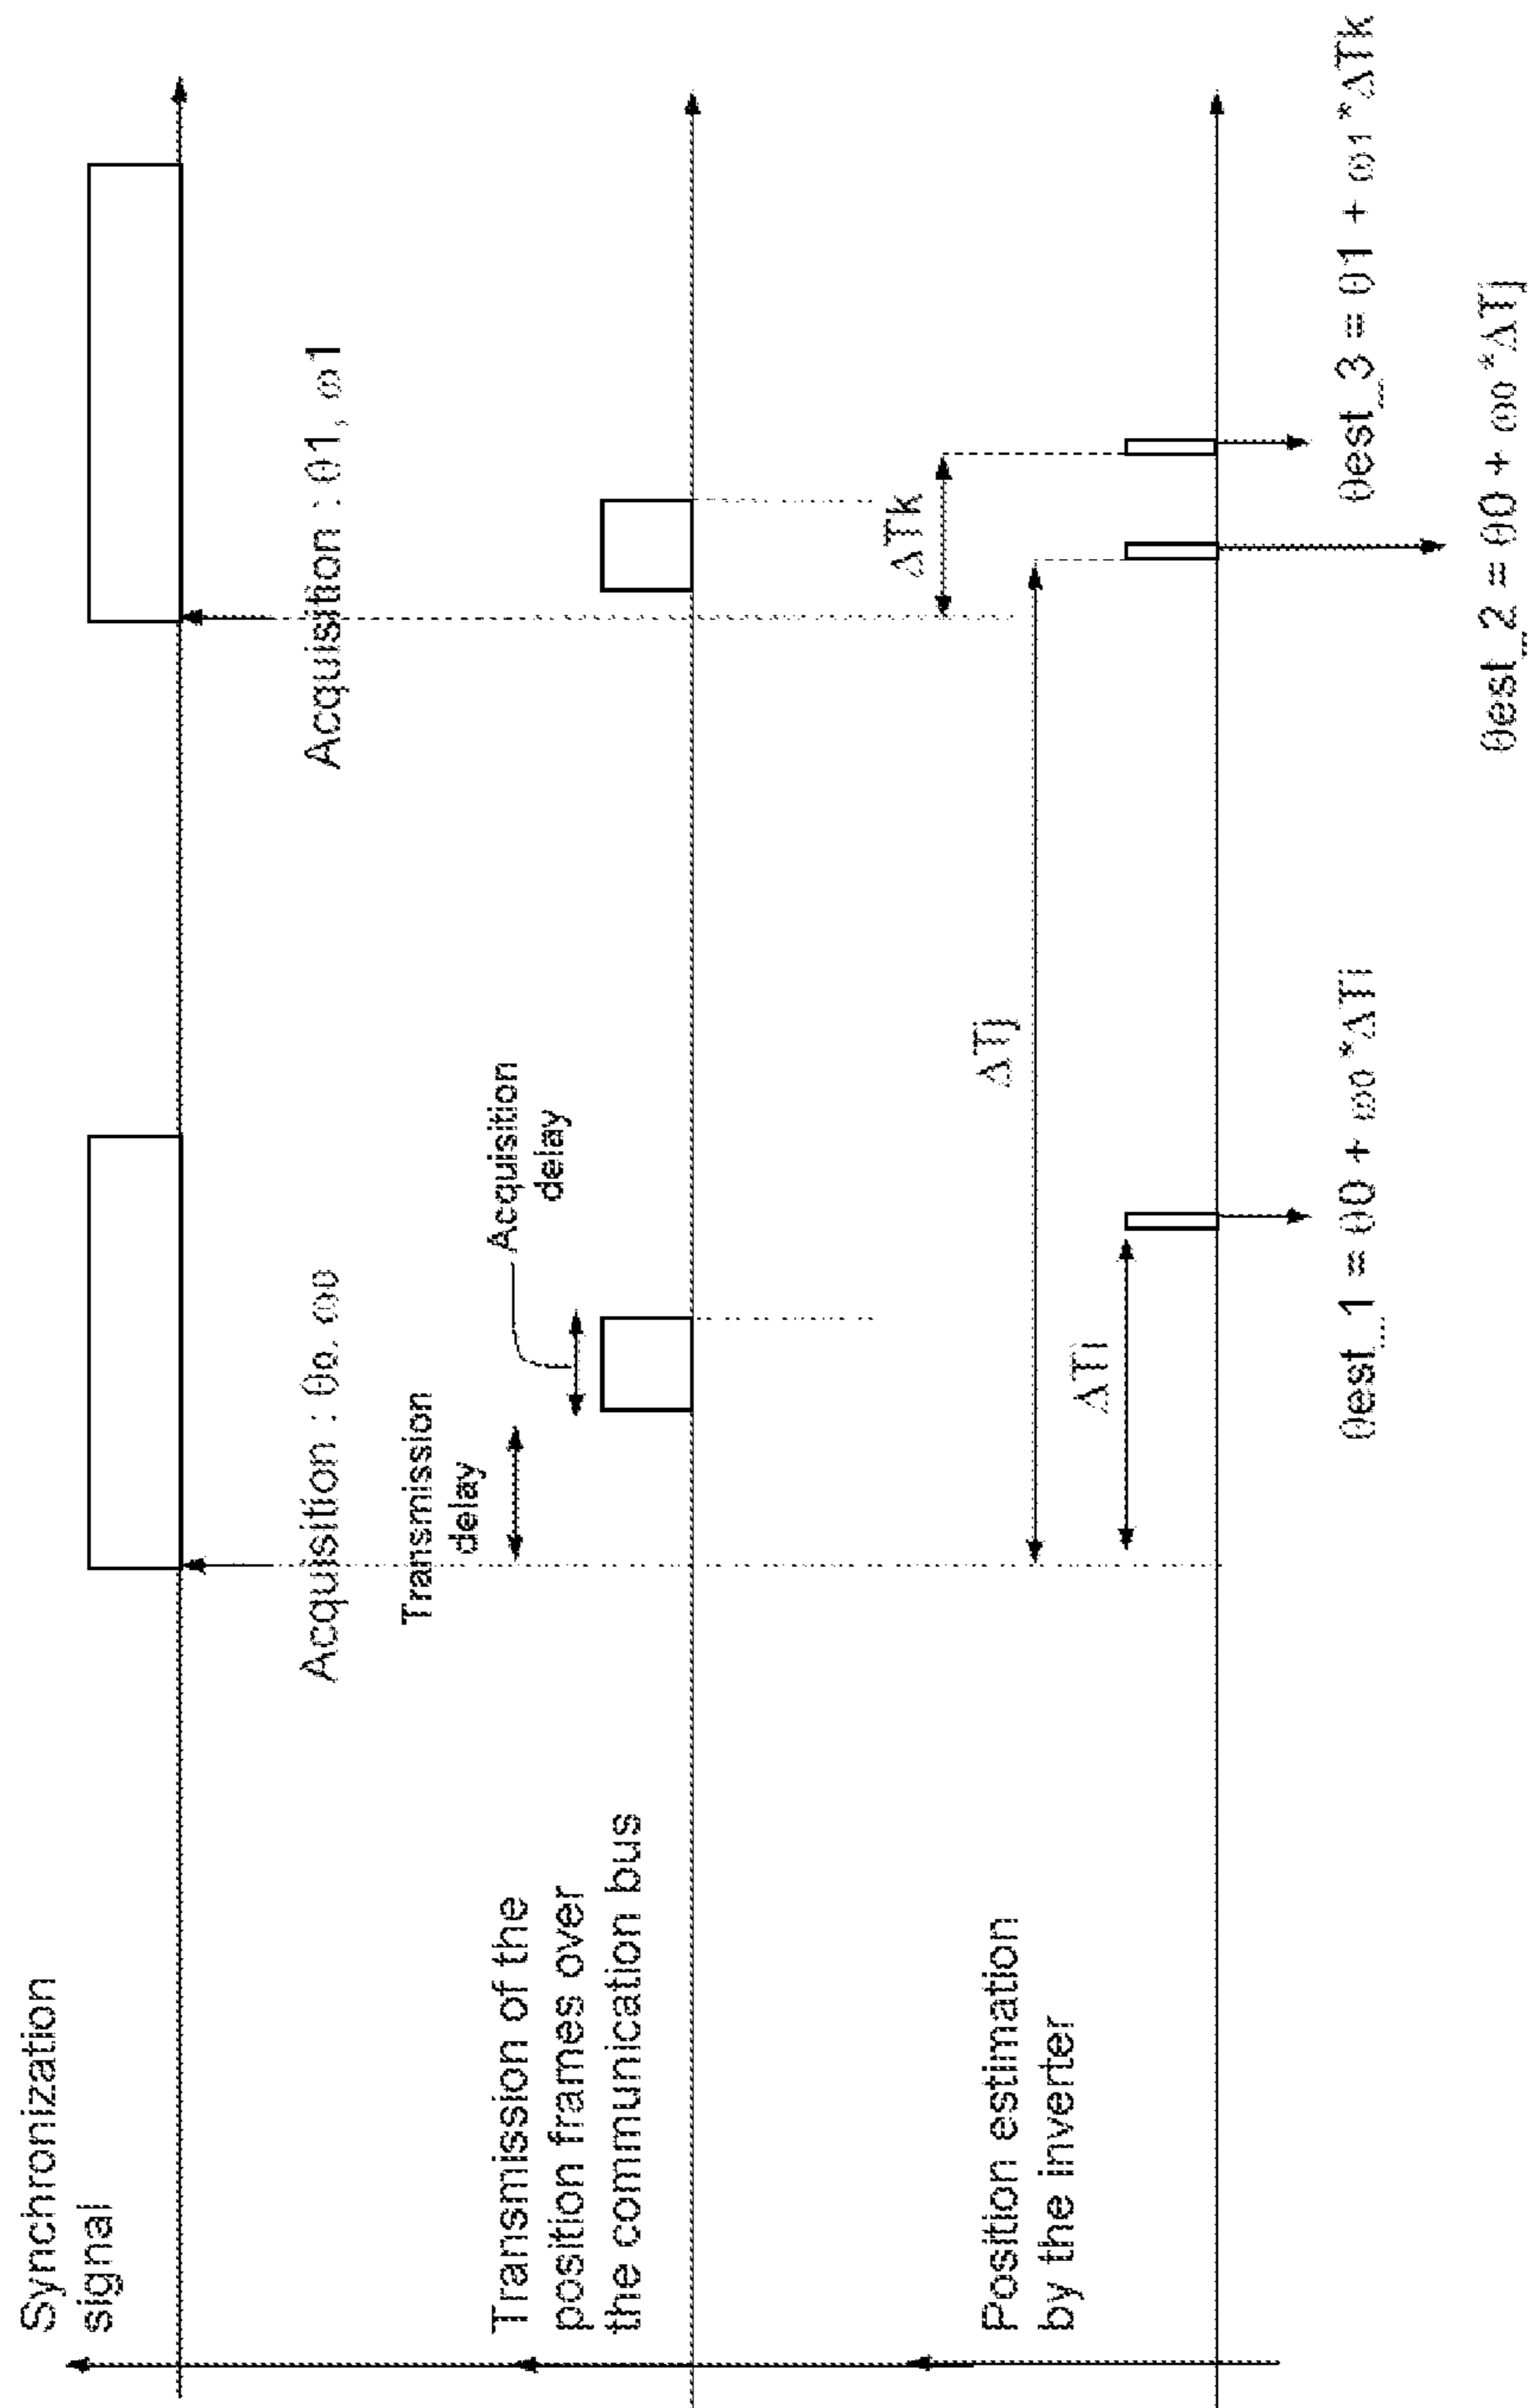 Synchronization
signal
Acquisition : θ0, ω0
Acquisition : θ1, ω1
Transmission
delay
Acquisition
delay
Transmission of the
position frames over
the communication bus
ΔTk
ΔTj
ΔTi
Position estimation
by the inverter
θest_1 = θ0 + ω0 *ΔTi
θest_3 = θ1 + ω1 *ΔTk
θest_2 = θ0 + ω0 *ΔTj